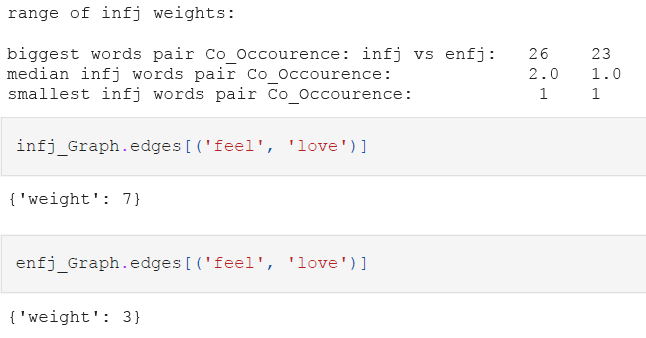 range of infj weights:
biggest words pair Co_Occourence: infj vs enfj: 26 23
median infj words pair Co_Occourence: 2.0 1.0
smallest infj words pair Co_Occourence: 1 1
infj_Graph.edges[('feel', 'love')]
{'weight': 7}
enfj_Graph.edges[('feel', 'love')]
{'weight': 3}